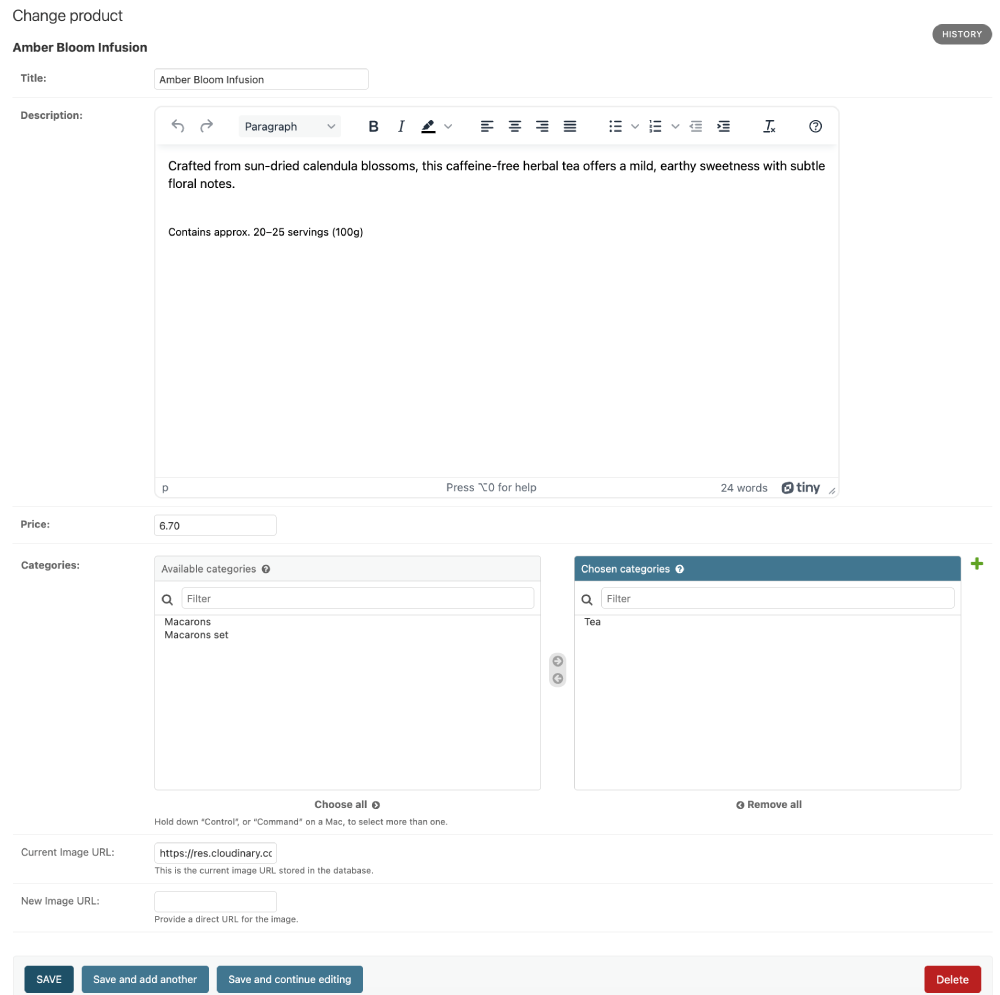 Change product
HISTORY
Amber Bloom Infusion
Title:
Amber Bloom Infusion
Description:
Paragraph
B
I
Crafted from sun-dried calendula blossoms, this caffeine-free herbal tea offers a mild, earthy sweetness with subtle
floral notes.
Contains approx. 20–25 servings (100g)
p
Press ⌥0 for help
24 words
tiny
Price:
6.70
Categories:
Available categories
Filter
Macarons
Macarons set
Choose all
Chosen categories
Filter
Tea
Remove all
Hold down “Control”, or “Command” on a Mac, to select more than one.
Current Image URL:
https://res.cloudinary.cc
This is the current image URL stored in the database.
New Image URL:
Provide a direct URL for the image.
SAVE
Save and add another
Save and continue editing
Delete